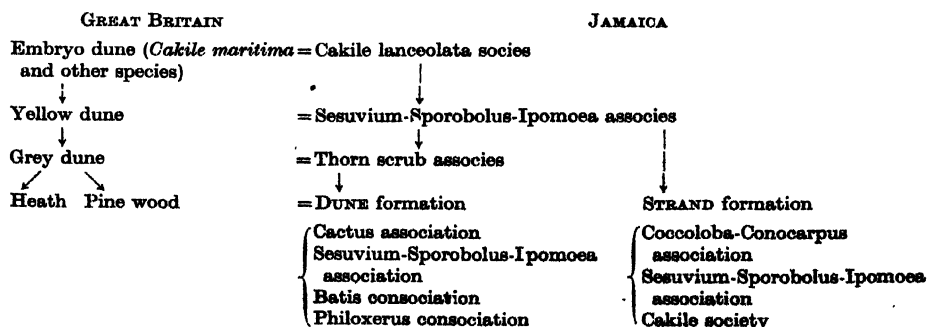 GREAT BRITAIN JAMAICA
Embryo dune (Cakile maritima = Cakile lanceolata socies
and other species)
Yellow dune = Sesuvium-Sporobolus-Ipomoea associes
Grey dune = Thorn scrub associes
Heath Pine wood = DUNE formation STRAND formation
Cactus association Coccoloba-Conocarpus
Sesuvium-Sporobolus-Ipomoea association
association Sesuvium-Sporobolus-Ipomoea
Batis consociation association
Philoxerus consociation Cakile society